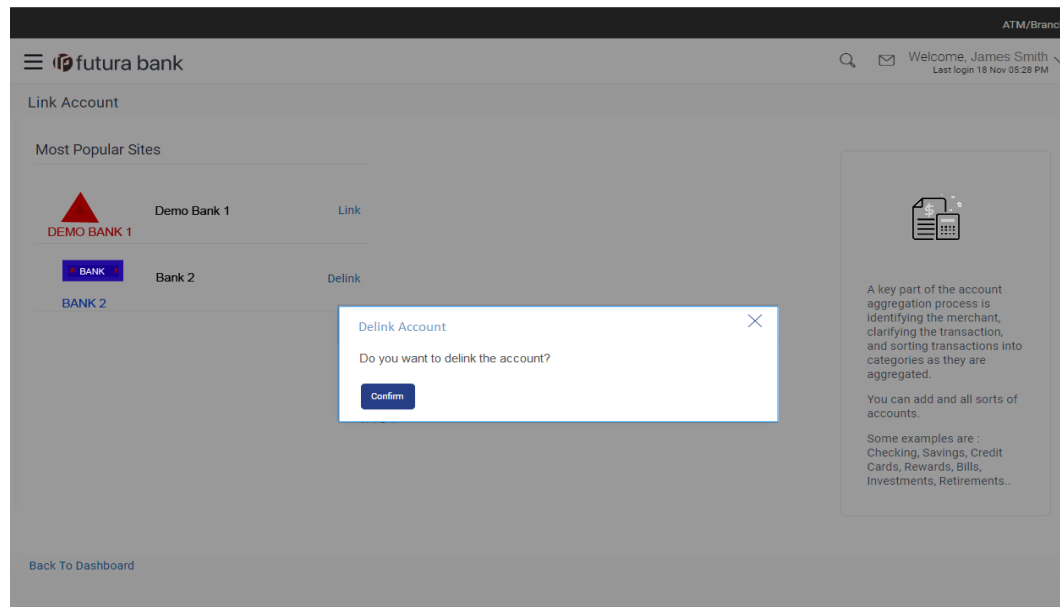 ATM/Branc
futura bank
Welcome, James Smith
Last login 18 Nov 05:28 PM
Link Account
Most Popular Sites
DEMO BANK 1
Demo Bank 1
Link
BANK
BANK 2
Bank 2
Delink
Delink Account
Do you want to delink the account?
Confirm
A key part of the account
aggregation process is
identifying the merchant,
clarifying the transaction,
and sorting transactions into
categories as they are
aggregated.
You can add and all sorts of
accounts.
Some examples are :
Checking, Savings, Credit
Cards, Rewards, Bills,
Investments, Retirements..
Back To Dashboard